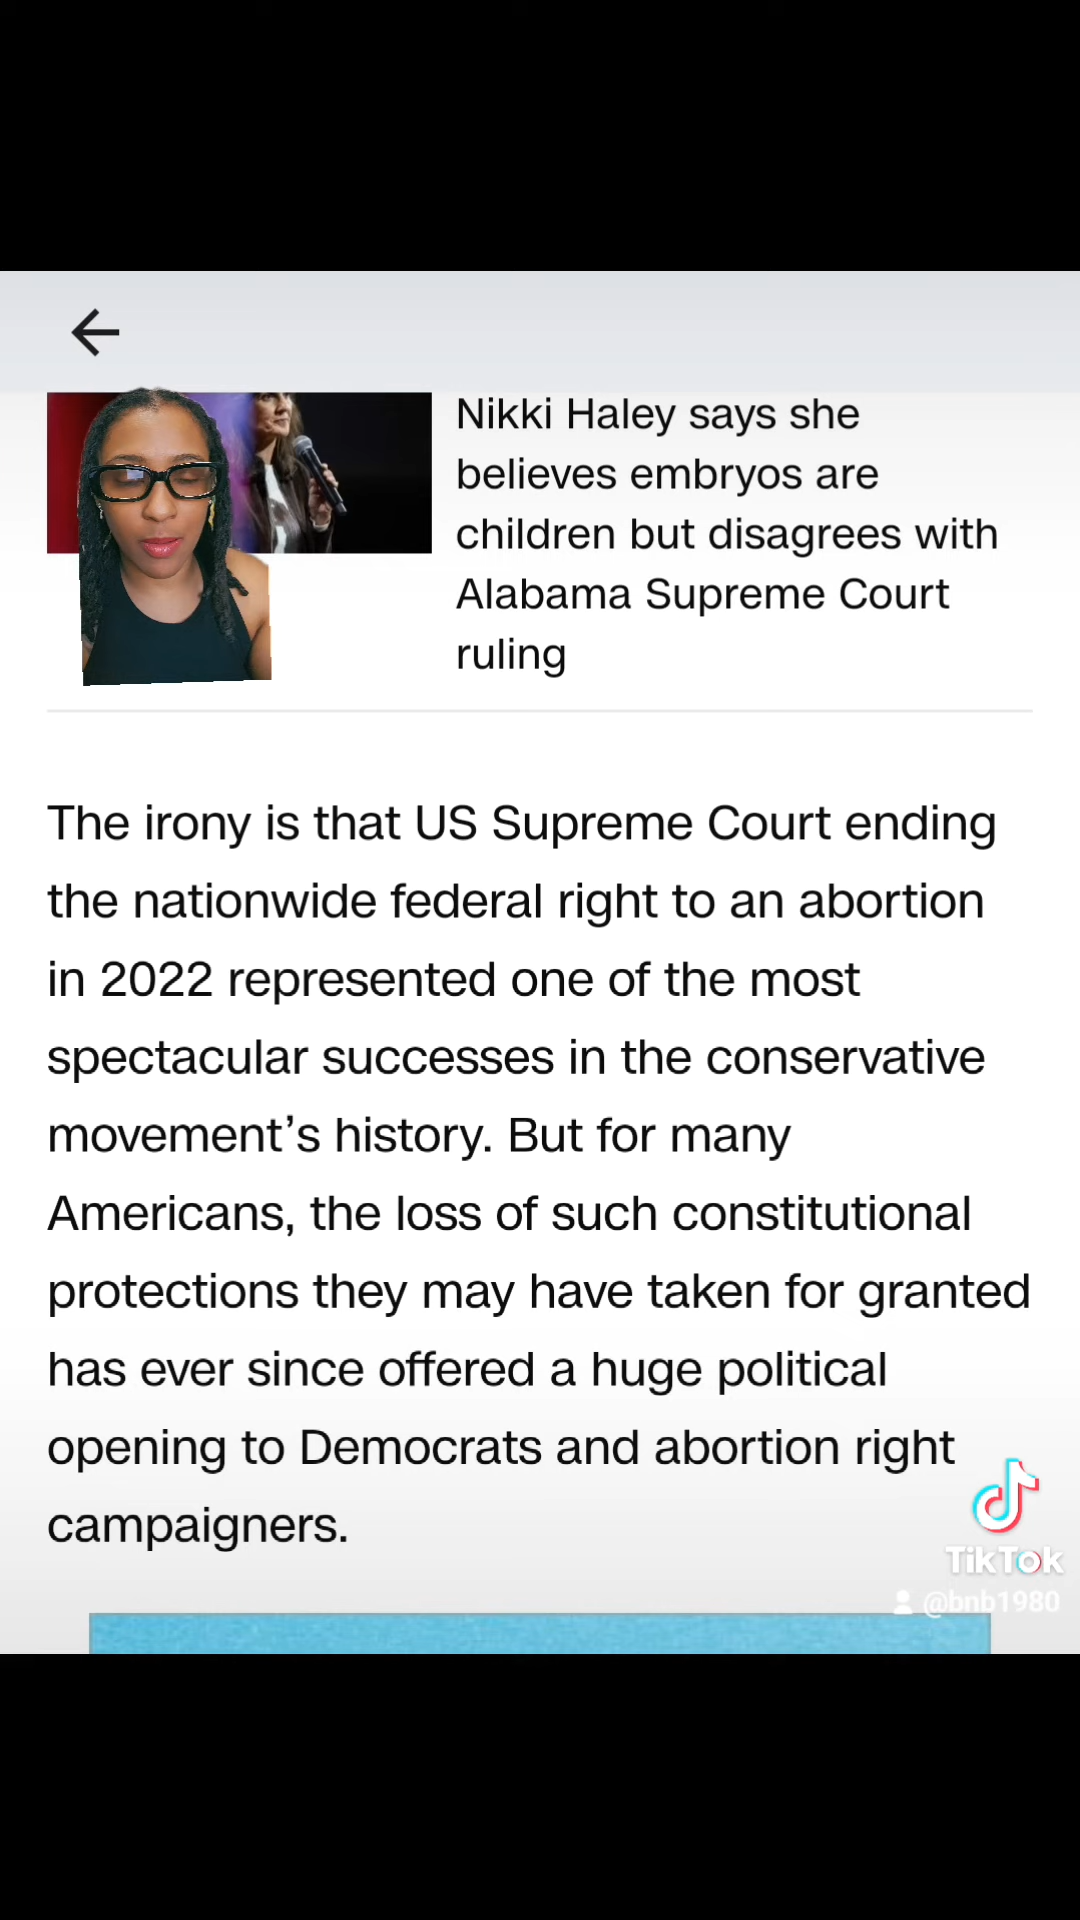 Nikki Haley says she
believes embryos are
children but disagrees with
Alabama Supreme Court
ruling
The irony is that US Supreme Court ending
the nationwide federal right to an abortion
in 2022 represented one of the most
spectacular successes in the conservative
movement’s history. But for many
Americans, the loss of such constitutional
protections they may have taken for granted
has ever since offered a huge political
opening to Democrats and abortion right
campaigners.
TikTok
@bnb1980